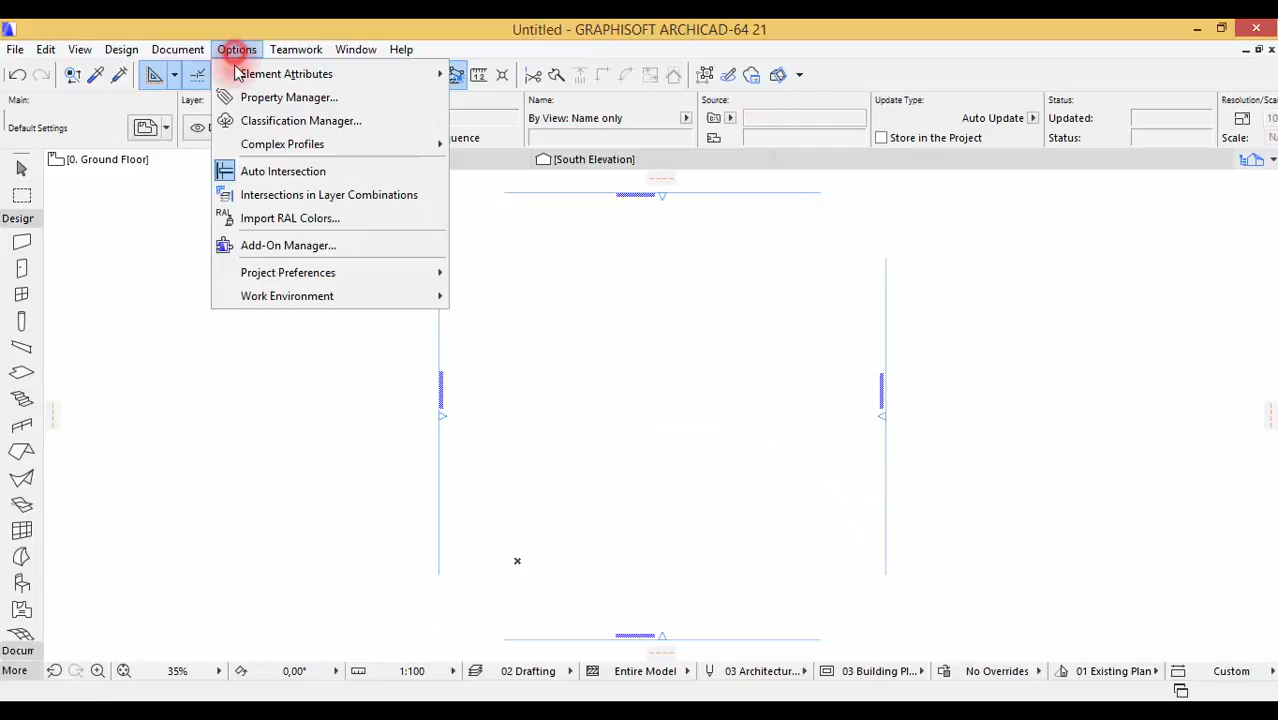 Untitled - GRAPHISOFT ARCHICAD-64 21
File Edit View Design Document Options Teamwork Window Help
Main:
Layer:
Name:
Source:
Update Type:
Status:
Resolution/Scale
Default Settings
By View: Name only
Auto Update
Updated:
10
quence
Store in the Project
Status:
N
[0. Ground Floor]
[South Elevation]
Element Attributes
Property Manager...
Classification Manager...
Complex Profiles
Auto Intersection
Intersections in Layer Combinations
RAL Import RAL Colors...
Add-On Manager...
Project Preferences
Work Environment
Design
Docum
More
35%
0,00°
1:100
02 Drafting
Entire Model
03 Architectur...
03 Building Pl...
No Overrides
01 Existing Plan
Custom